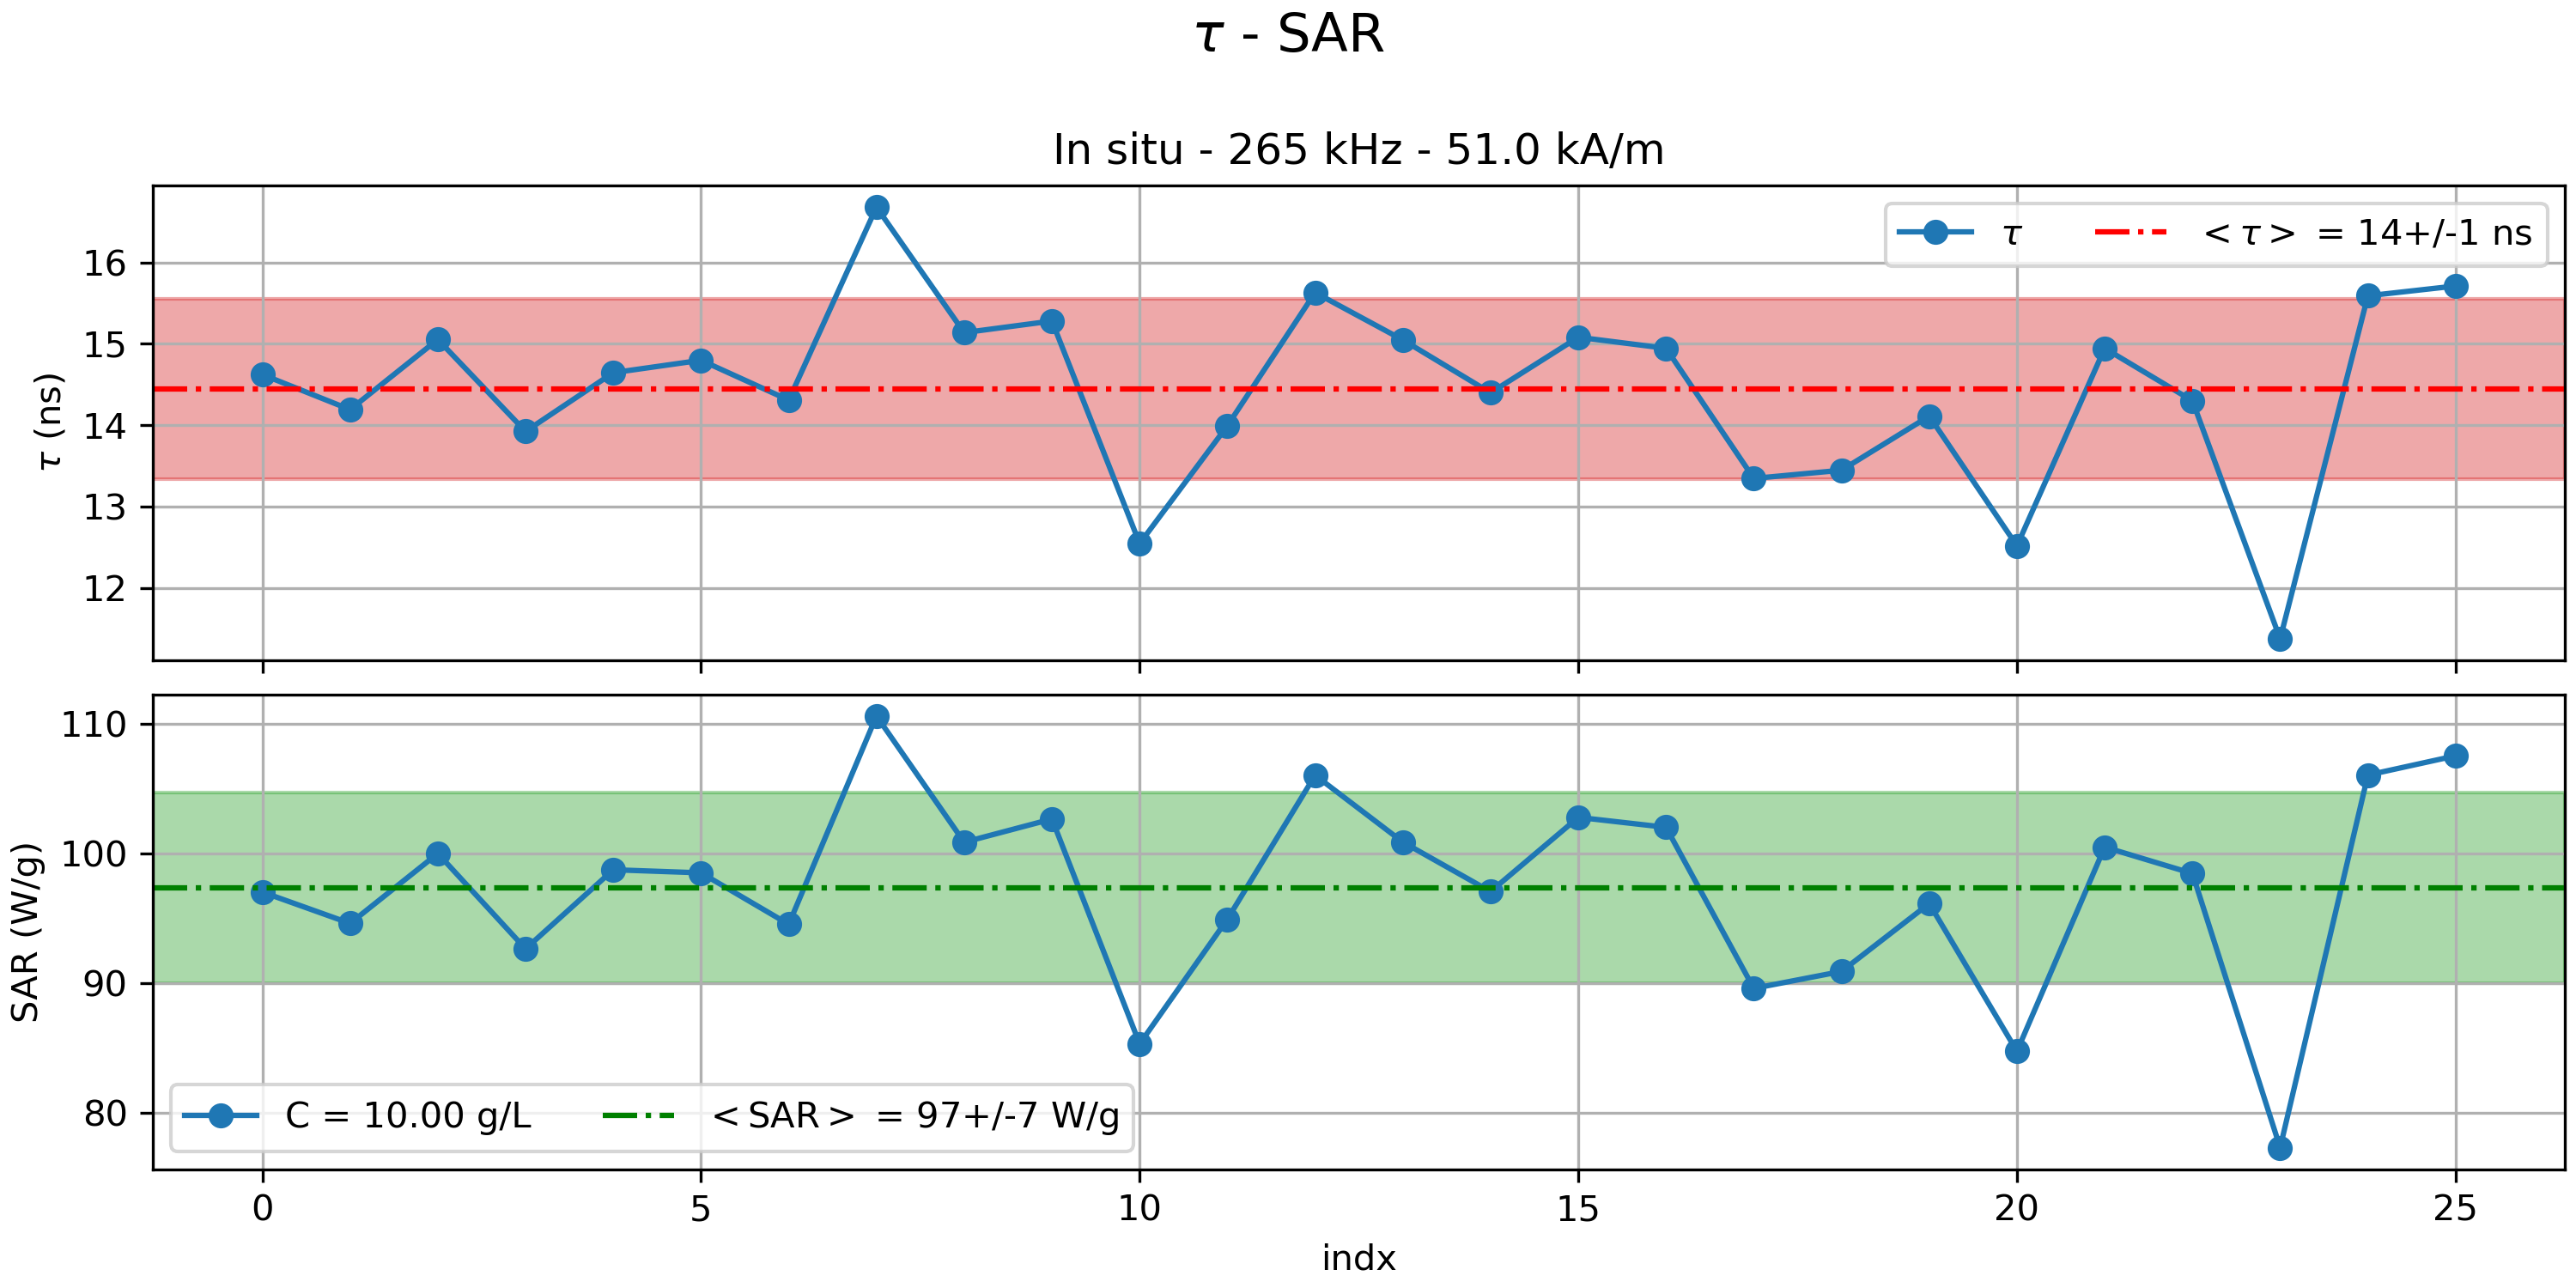 τ - SAR
In situ - 265 kHz - 51.0 kA/m
τ (ns)
16
15
14
13
12
τ
<τ> = 14+/-1 ns
SAR (W/g)
110
100
90
80
C = 10.00 g/L
<SAR> = 97+/-7 W/g
0 5 10 15 20 25
indx